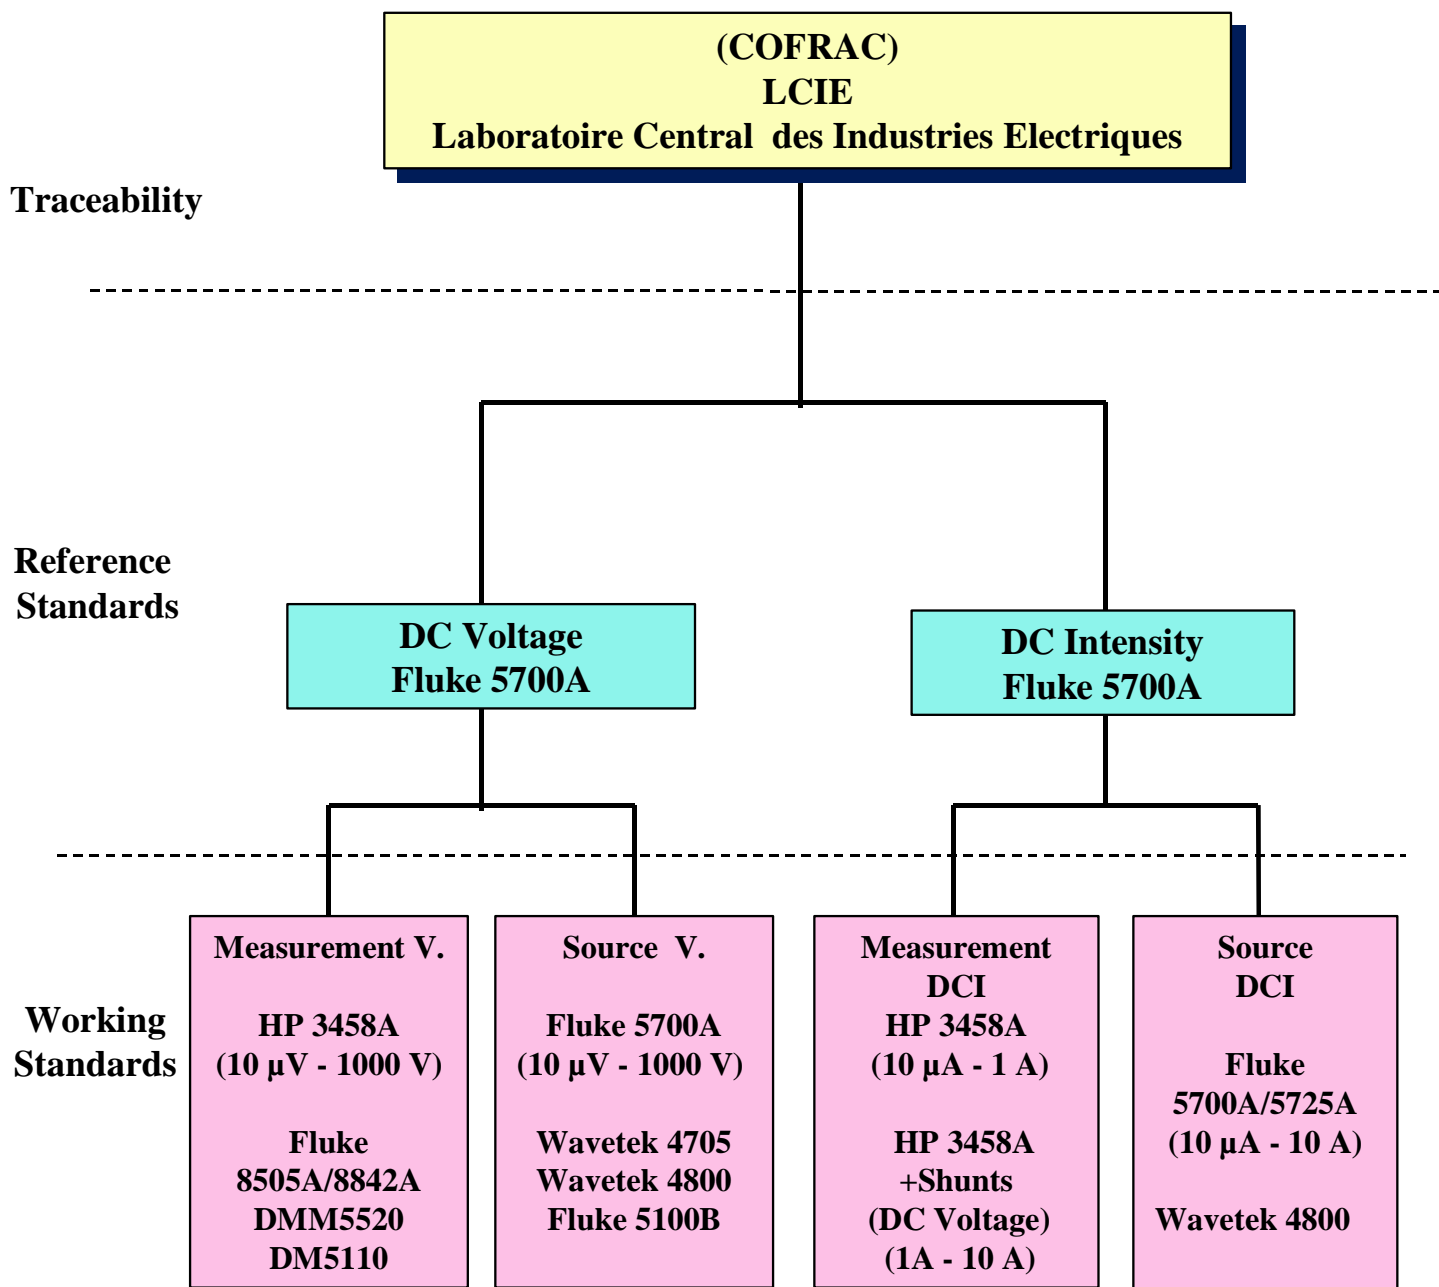 (COFRAC)
LCIE
Laboratoire Central des Industries Electriques
Traceability
Reference
Standards
DC Voltage
Fluke 5700A
DC Intensity
Fluke 5700A
Working
Standards
Measurement V.
HP 3458A
(10 µV - 1000 V)
Fluke
8505A/8842A
DMM5520
DM5110
Source V.
Fluke 5700A
(10 µV - 1000 V)
Wavetek 4705
Wavetek 4800
Fluke 5100B
Measurement
DCI
HP 3458A
(10 µA - 1 A)
HP 3458A
+Shunts
(DC Voltage)
(1A - 10 A)
Source
DCI
Fluke
5700A/5725A
(10 µA - 10 A)
Wavetek 4800